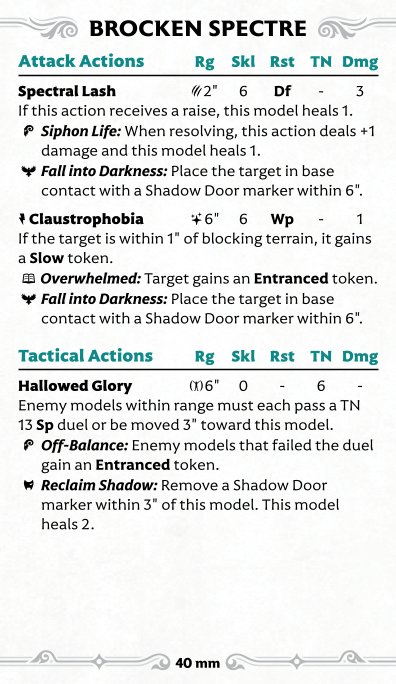 BROCKEN SPECTRE
Attack Actions Rg Skl Rst TN Dmg
Spectral Lash 2" 6 Df - 3
If this action receives a raise, this model heals 1.
Siphon Life: When resolving, this action deals +1
damage and this model heals 1.
Fall into Darkness: Place the target in base
contact with a Shadow Door marker within 6".
Claustrophobia 6" 6 Wp - 1
If the target is within 1" of blocking terrain, it gains
a Slow token.
Overwhelmed: Target gains an Entranced token.
Fall into Darkness: Place the target in base
contact with a Shadow Door marker within 6".
Tactical Actions Rg Skl Rst TN Dmg
Hallowed Glory 6" 0 - 6 -
Enemy models within range must each pass a TN
13 Sp duel or be moved 3" toward this model.
Off-Balance: Enemy models that failed the duel
gain an Entranced token.
Reclaim Shadow: Remove a Shadow Door
marker within 3" of this model. This model
heals 2.
40 mm